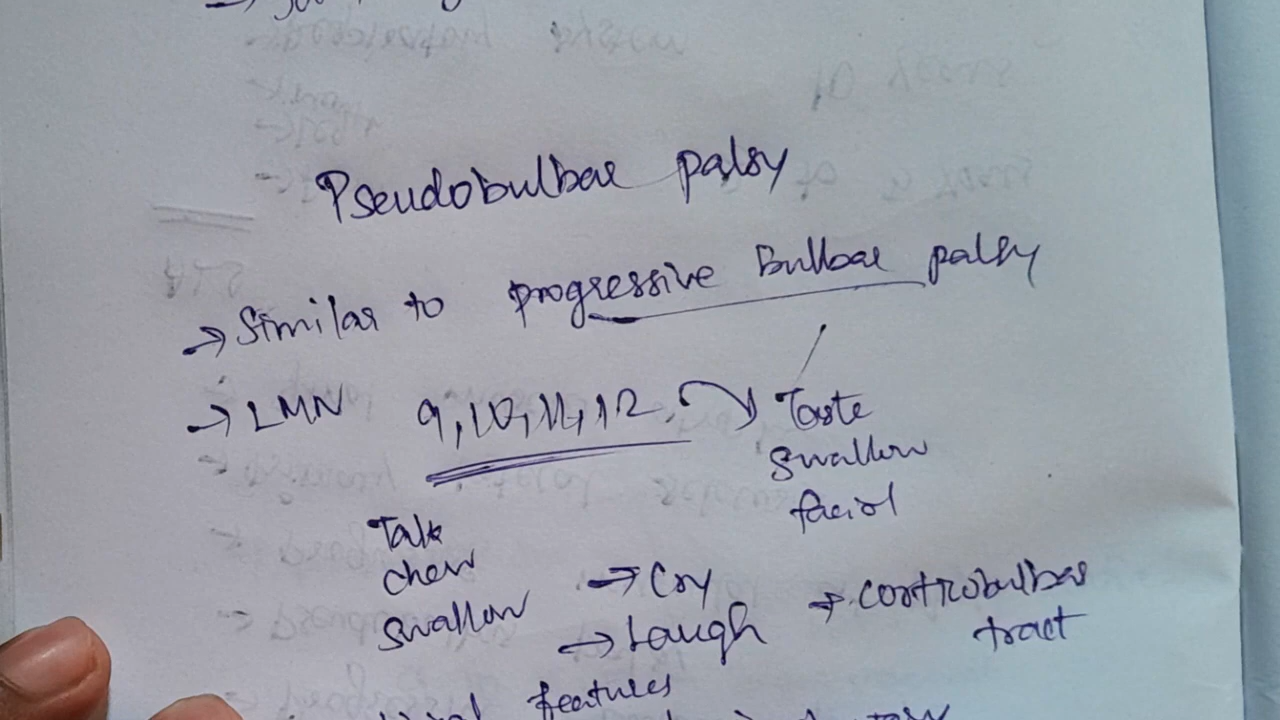 Pseudobulbar palsy
→ Similar to progressive Bulbar palsy
→ LMN 9,10,11,12 Taste
swallow
facial
Talk
chew
swallow
→ Cry
→ Laugh
→ corticobulbar
tract
features